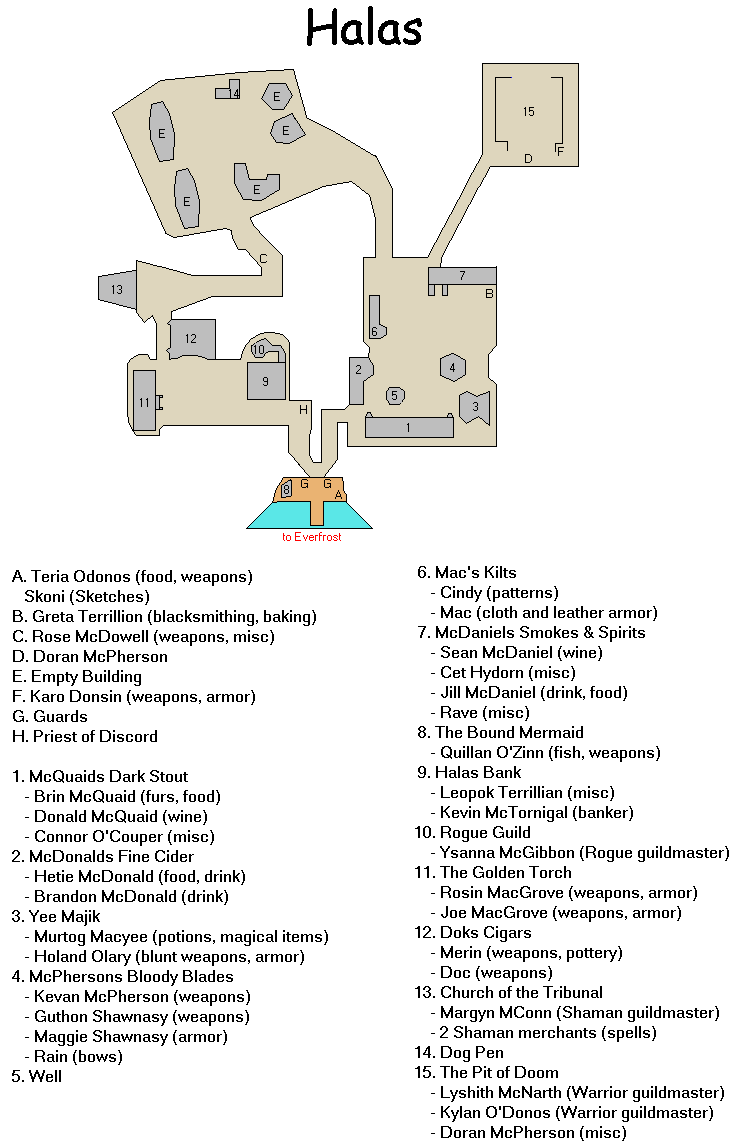 Halas
14
E
E
E
15
E
E
D
F
C
13
7
B
6
12
10
2
4
9
5
11
3
H
1
8
G
G
A
to Everfrost
A. Teria Odonos (food, weapons)
Skoni (Sketches)
B. Greta Terrillion (blacksmithing, baking)
C. Rose McDowell (weapons, misc)
D. Doran McPherson
E. Empty Building
F. Karo Donsin (weapons, armor)
G. Guards
H. Priest of Discord
1. McQuaids Dark Stout
- Brin McQuaid (furs, food)
- Donald McQuaid (wine)
- Connor O'Couper (misc)
2. McDonalds Fine Cider
- Hetie McDonald (food, drink)
- Brandon McDonald (drink)
3. Yee Majik
- Murtog Macyee (potions, magical items)
- Holand Olary (blunt weapons, armor)
4. McPhersons Bloody Blades
- Kevan McPherson (weapons)
- Guthon Shawnasy (weapons)
- Maggie Shawnasy (armor)
- Rain (bows)
5. Well
6. Mac's Kilts
- Cindy (patterns)
- Mac (cloth and leather armor)
7. McDaniels Smokes & Spirits
- Sean McDaniel (wine)
- Cet Hydorn (misc)
- Jill McDaniel (drink, food)
- Rave (misc)
8. The Bound Mermaid
- Quillan O'Zinn (fish, weapons)
9. Halas Bank
- Leopok Terrillian (misc)
- Kevin McTornigal (banker)
10. Rogue Guild
- Ysanna McGibbon (Rogue guildmaster)
11. The Golden Torch
- Rosin MacGrove (weapons, armor)
- Joe MacGrove (weapons, armor)
12. Doks Cigars
- Merin (weapons, pottery)
- Doc (weapons)
13. Church of the Tribunal
- Margyn MConn (Shaman guildmaster)
- 2 Shaman merchants (spells)
14. Dog Pen
15. The Pit of Doom
- Lyshith McNarth (Warrior guildmaster)
- Kylan O'Donos (Warrior guildmaster)
- Doran McPherson (misc)